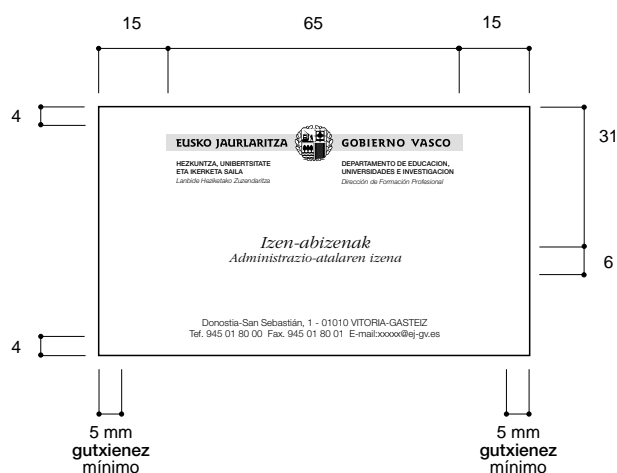 15 65 15
4
31
EUSKO JAURLARITZA GOBIERNO VASCO
HEZKUNTZA, UNIBERTSITATE
ETA IKERKETA SAILA
Lanbide Heziketako Zuzendaritza
DEPARTAMENTO DE EDUCACION,
UNIVERSIDADES E INVESTIGACION
Dirección de Formación Profesional
Izen-abizenak
Administrazio-atalaren izena
6
Donostia-San Sebastián, 1 - 01010 VITORIA-GASTEIZ
Tef. 945 01 80 00 Fax. 945 01 80 01 E-mail:xxxxx@ej-gv.es
4
5 mm
gutxienez
mínimo
5 mm
gutxienez
mínimo